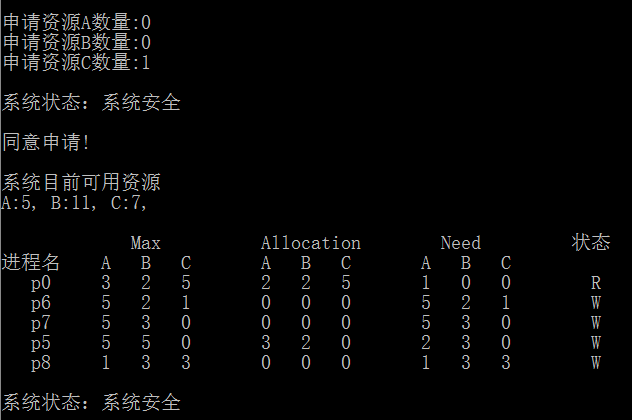 申请资源A数量:0
申请资源B数量:0
申请资源C数量:1
系统状态: 系统安全
同意申请!
系统目前可用资源
A:5, B:11, C:7,
Max Allocation Need 状态
进程名 A B C A B C A B C
p0 3 2 5 2 2 5 1 0 0 R
p6 5 2 1 0 0 0 5 2 1 W
p7 5 3 0 0 0 0 5 3 0 W
p5 5 5 0 3 2 0 2 3 0 W
p8 1 3 3 0 0 0 1 3 3 W
系统状态: 系统安全